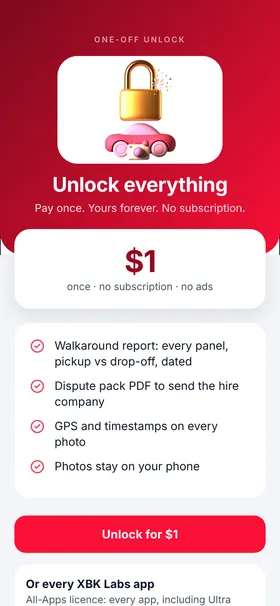 ONE-OFF UNLOCK
Unlock everything
Pay once. Yours forever. No subscription.
$1
once · no subscription · no ads
Walkaround report: every panel,
pickup vs drop-off, dated
Dispute pack PDF to send the hire
company
GPS and timestamps on every
photo
Photos stay on your phone
Unlock for $1
Or every XBK Labs app
All-Apps licence: every app, including Ultra